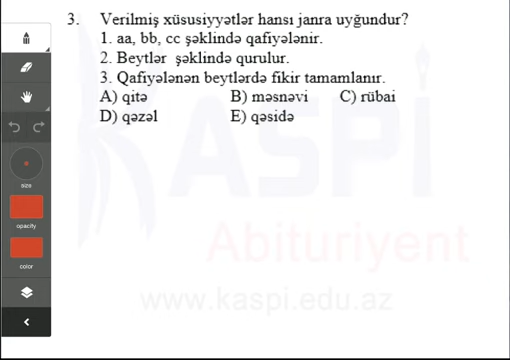 3. Verilmiş xüsusiyyətlər hansı janra uyğundur?
1. aa, bb, cc şəklində qafiyələnir.
2. Beytlər şəklində qurulur.
3. Qafiyələnən beytlərdə fikir tamamlanır.
A) qitə B) məsnəvi C) rübai
D) qəzəl E) qəsidə
KASPİ
Abituriyent
www.kaspi.edu.az
size
opacity
color